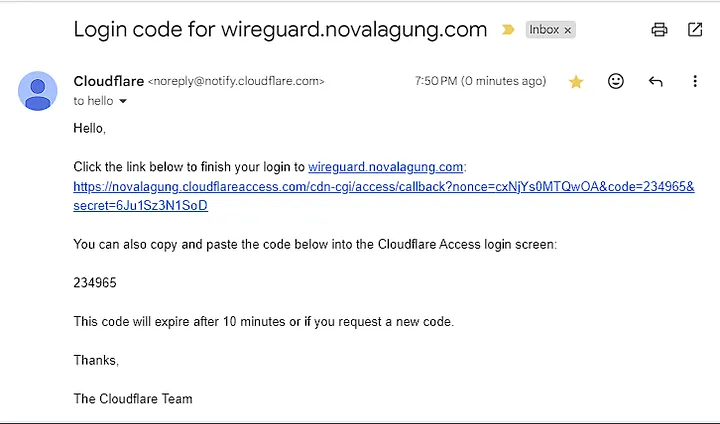 Login code for wireguard.novalagung.com Inbox x
Cloudflare <noreply@notify.cloudflare.com> 7:50 PM (0 minutes ago)
to hello
Hello,
Click the link below to finish your login to wireguard.novalagung.com:
https://novalagung.cloudflareaccess.com/cdn-cgi/access/callback?nonce=cxNjYs0MTQwOA&code=234965&
secret=6Ju1Sz3N1SoD
You can also copy and paste the code below into the Cloudflare Access login screen:
234965
This code will expire after 10 minutes or if you request a new code.
Thanks,
The Cloudflare Team